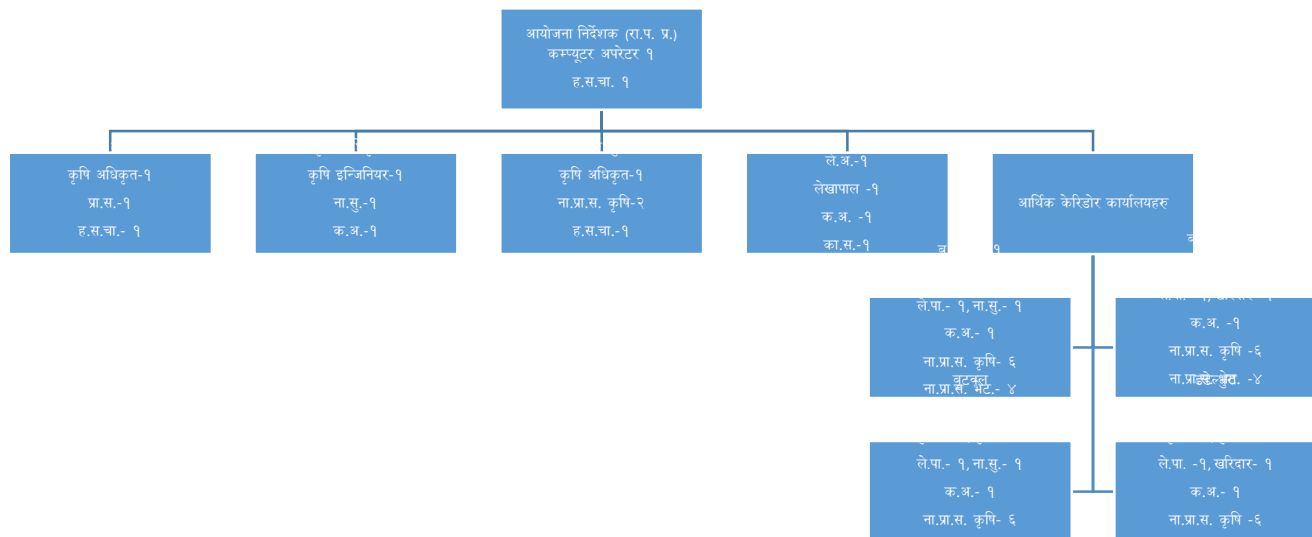 आयोजना निर्देशक (रा.प. प्र.)
कम्प्यूटर अपरेटर १
ह.स.चा. १
कृषि अधिकृत-१
प्रा.स.-१
ह.स.चा.- १
कृषि इन्जिनियर-१
ना.सु.-१
क.अ.-१
कृषि अधिकृत-१
ना.प्रा.स. कृषि-२
ह.स.चा.-१
ले.अ.-१
लेखापाल -१
क.अ. -१
का.स.-१
आर्थिक केरिडोर कार्यालयहरु
ले.पा.- १, ना.सु.- १
क.अ.- १
ना.प्रा.स. कृषि- ६
बुटवल
ना.प्रा.स. भेट.- ४
क.अ. -१
ना.प्रा.स. कृषि -६
ले.पा.- १, ना.सु.- १
क.अ.- १
ना.प्रा.स. कृषि- ६
ले.पा. -१, खरिदार- १
क.अ.- १
ना.प्रा.स. कृषि -६